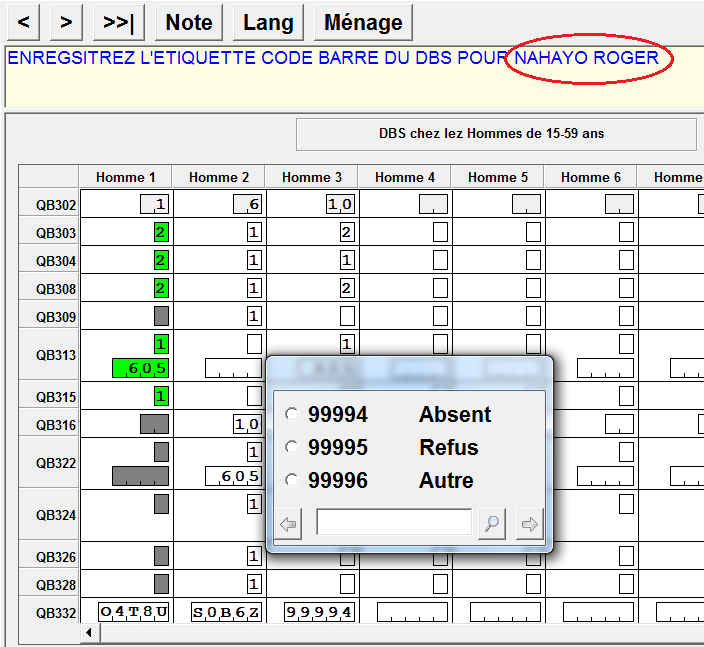 < > >>| Note Lang Ménage
ENREGSITREZ L'ETIQUETTE CODE BARRE DU DBS POUR NAHAYO ROGER
DBS chez lez Hommes de 15-59 ans
Homme 1 Homme 2 Homme 3 Homme 4 Homme 5 Homme 6 Homme
QB302 1 6 10
QB303 2 1 2
QB304 2 1 1
QB308 2 1 2
QB309 1
QB313 1 1
605
QB315 1
QB316 10
QB322 1
605
QB324 1
QB326 1
QB328 1
QB332 O4T8U S0B6Z 99994
99994 Absent
99995 Refus
99996 Autre